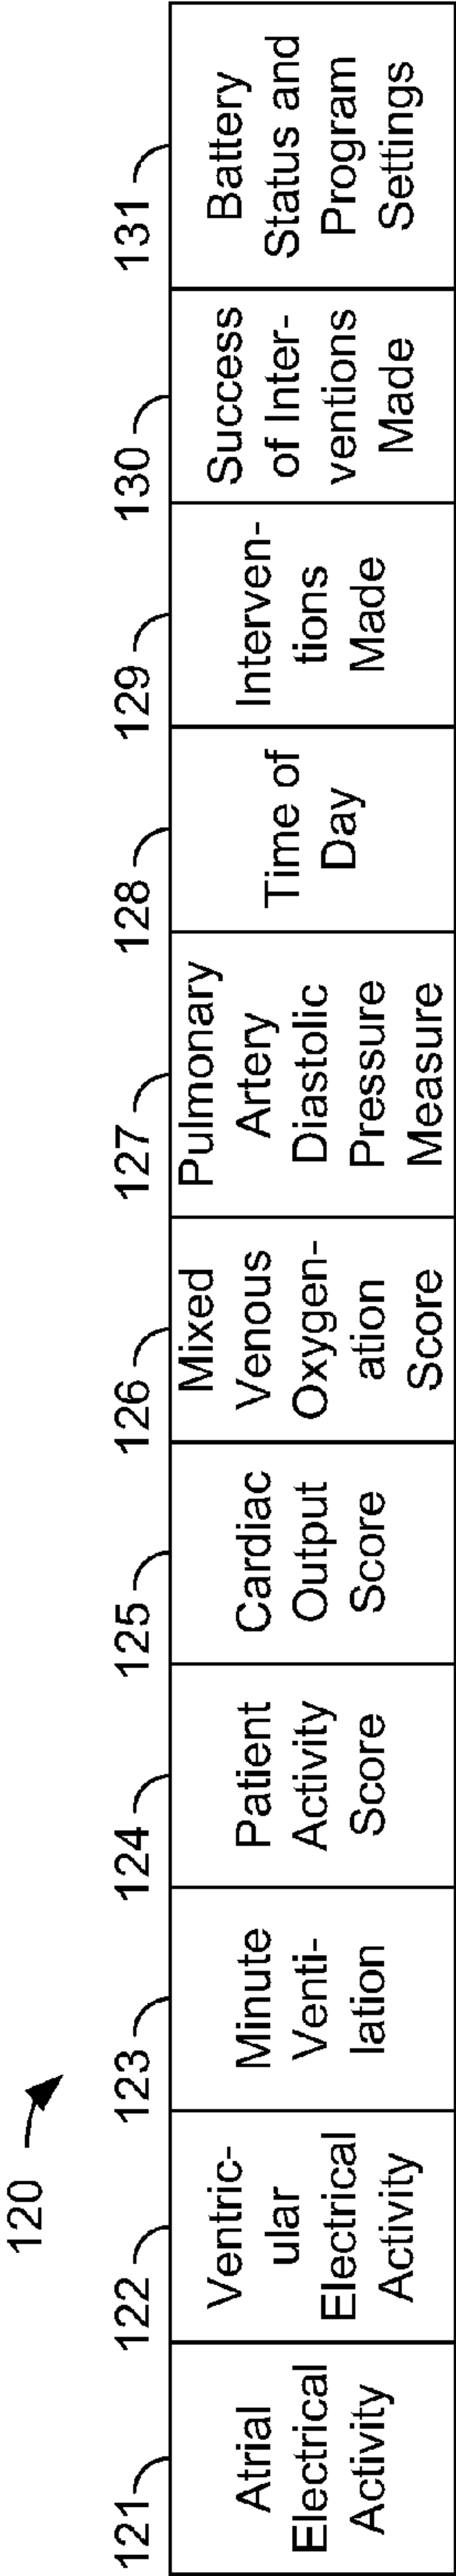 120
121
Atrial
Electrical
Activity
122
Ventric-
ular
Electrical
Activity
123
Minute
Venti-
lation
124
Patient
Activity
Score
125
Cardiac
Output
Score
126
Mixed
Venous
Oxygen-
ation
Score
127
Pulmonary
Artery
Diastolic
Pressure
Measure
128
Time of
Day
129
Interven-
tions
Made
130
Success
of Inter-
ventions
Made
131
Battery
Status and
Program
Settings